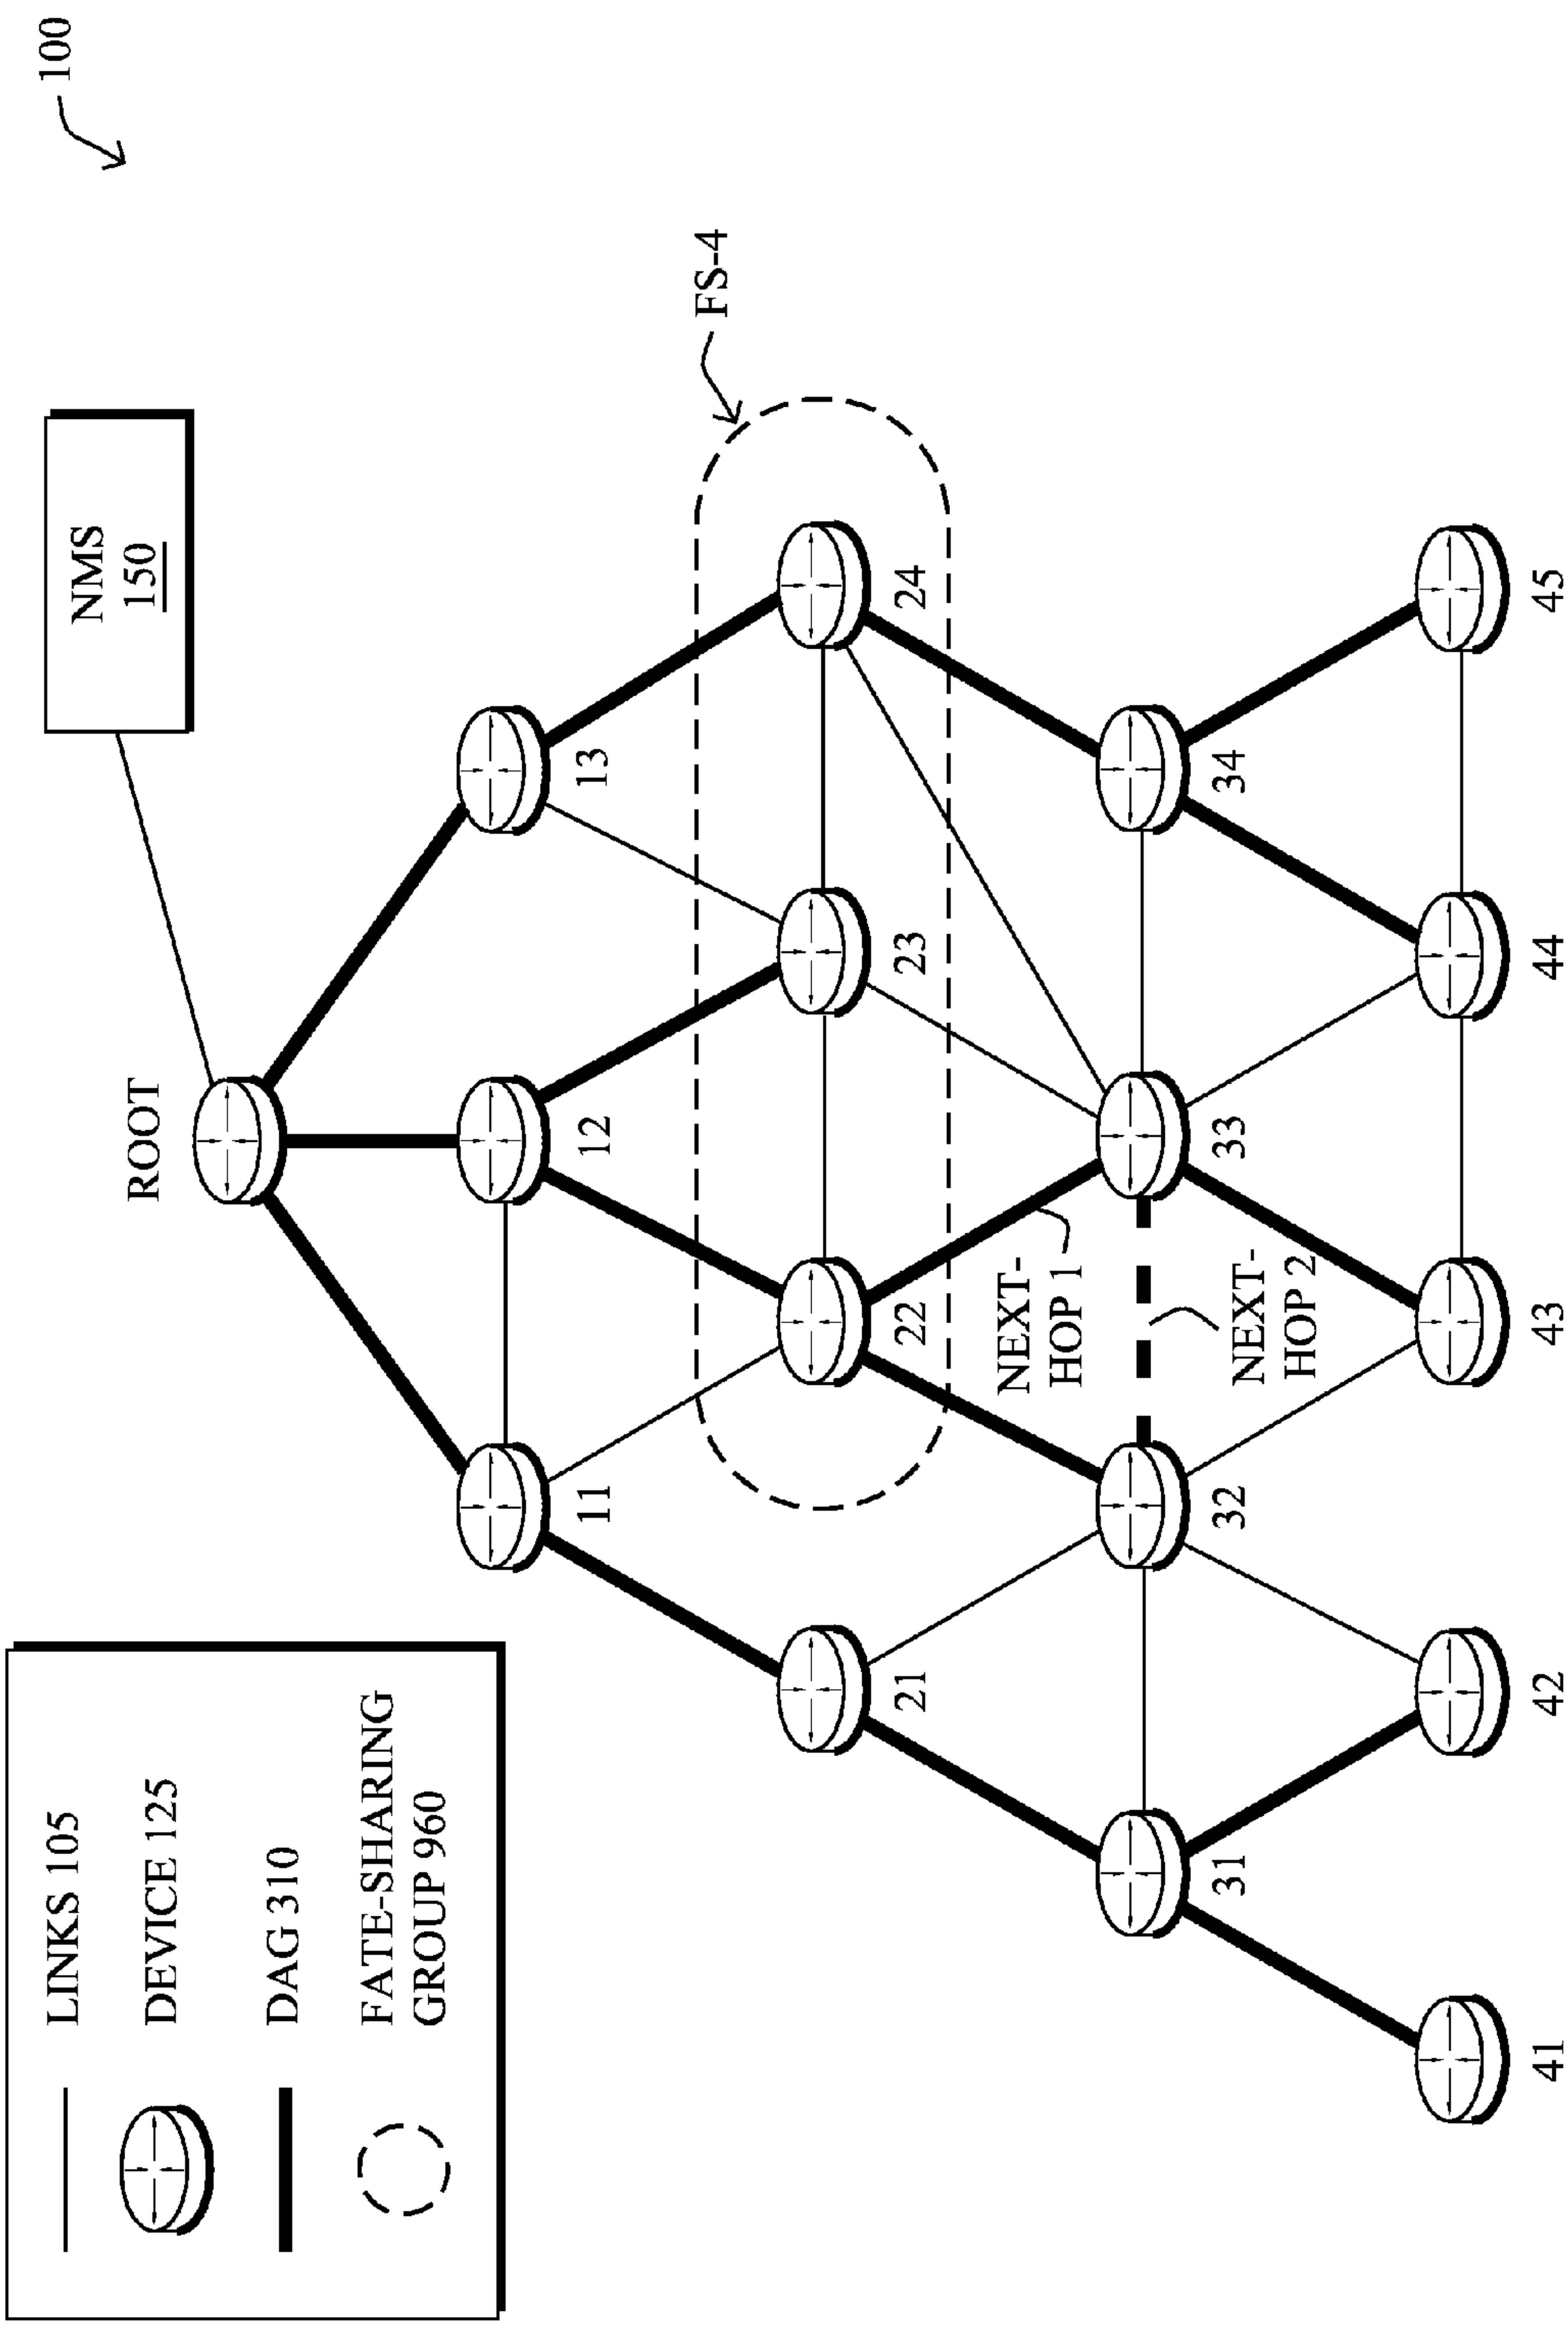 100
LINKS 105
DEVICE 125
DAG 310
FATE-SHARING
GROUP 960
NMS
150
ROOT
11
12
13
FS-4
21
22
23
24
NEXT-
HOP 1
NEXT-
HOP 2
31
32
33
34
41
42
43
44
45